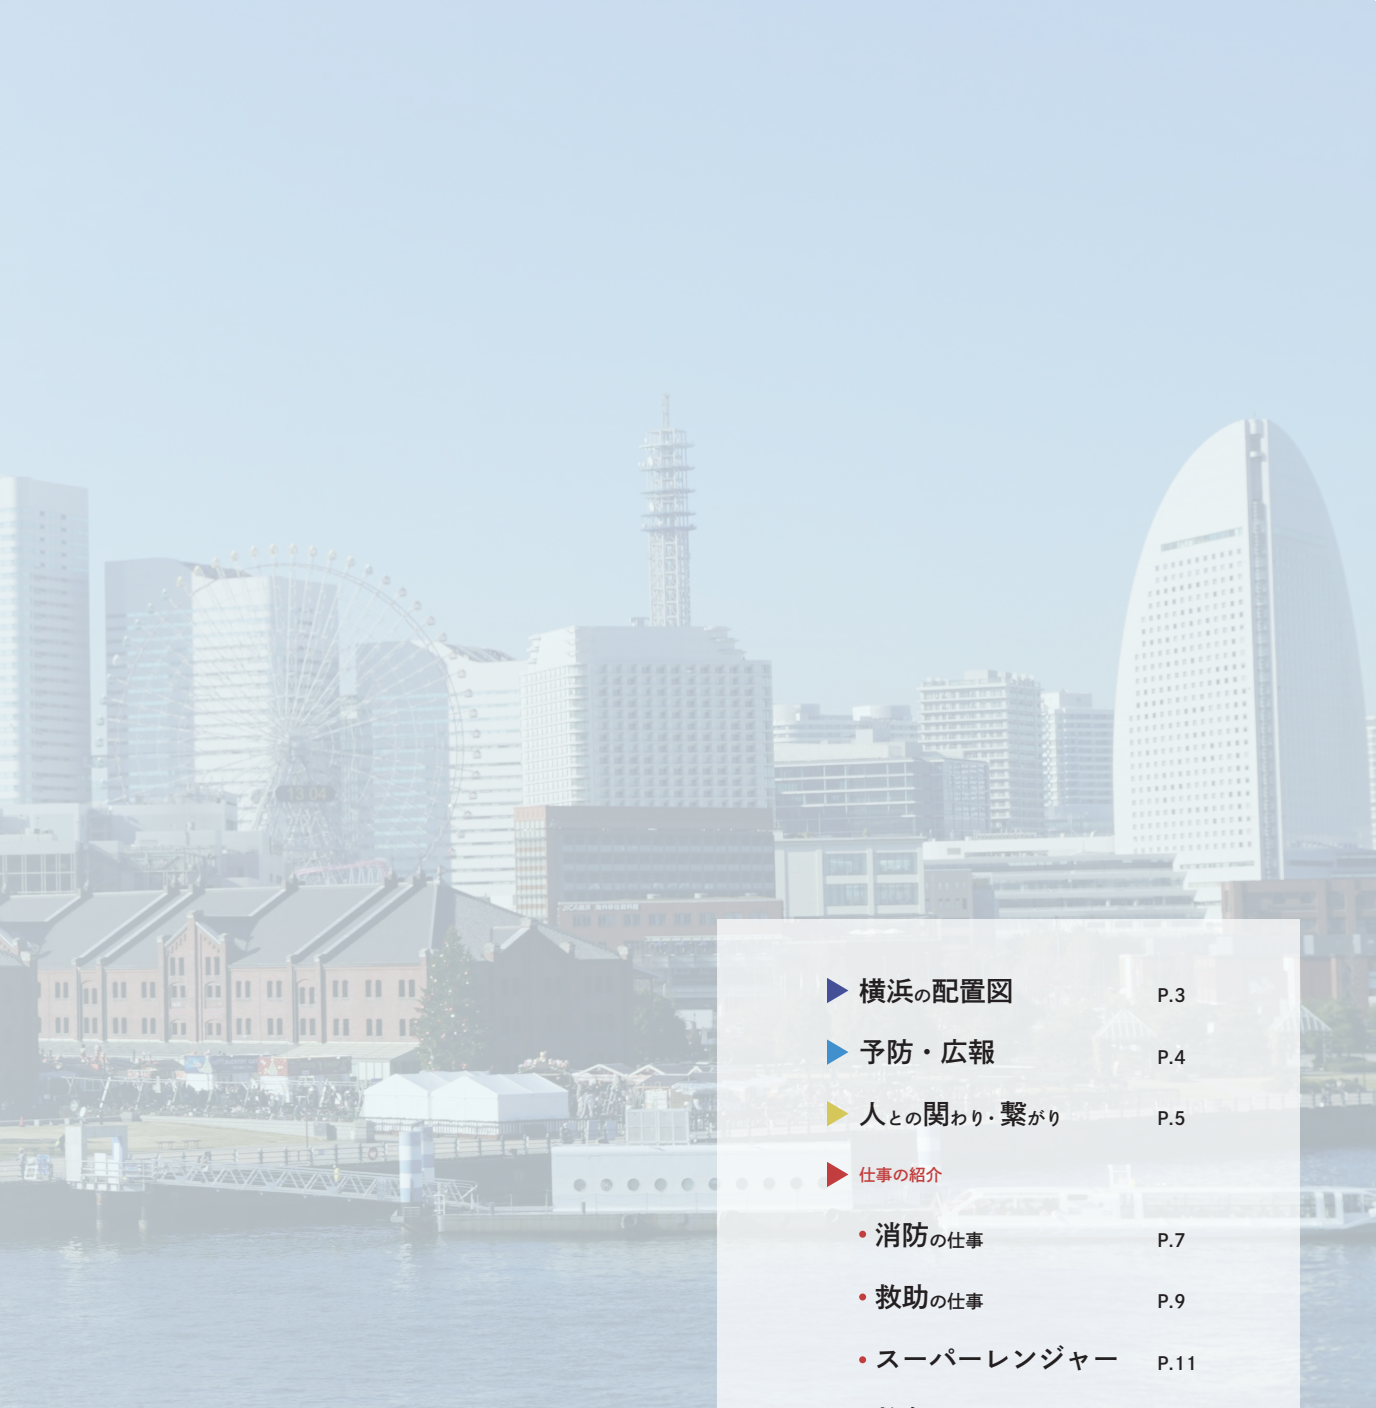 横浜の配置図 P.3
予防・広報 P.4
人との関わり・繋がり P.5
仕事の紹介
• 消防の仕事 P.7
• 救助の仕事 P.9
• スーパーレンジャー P.11
13:04